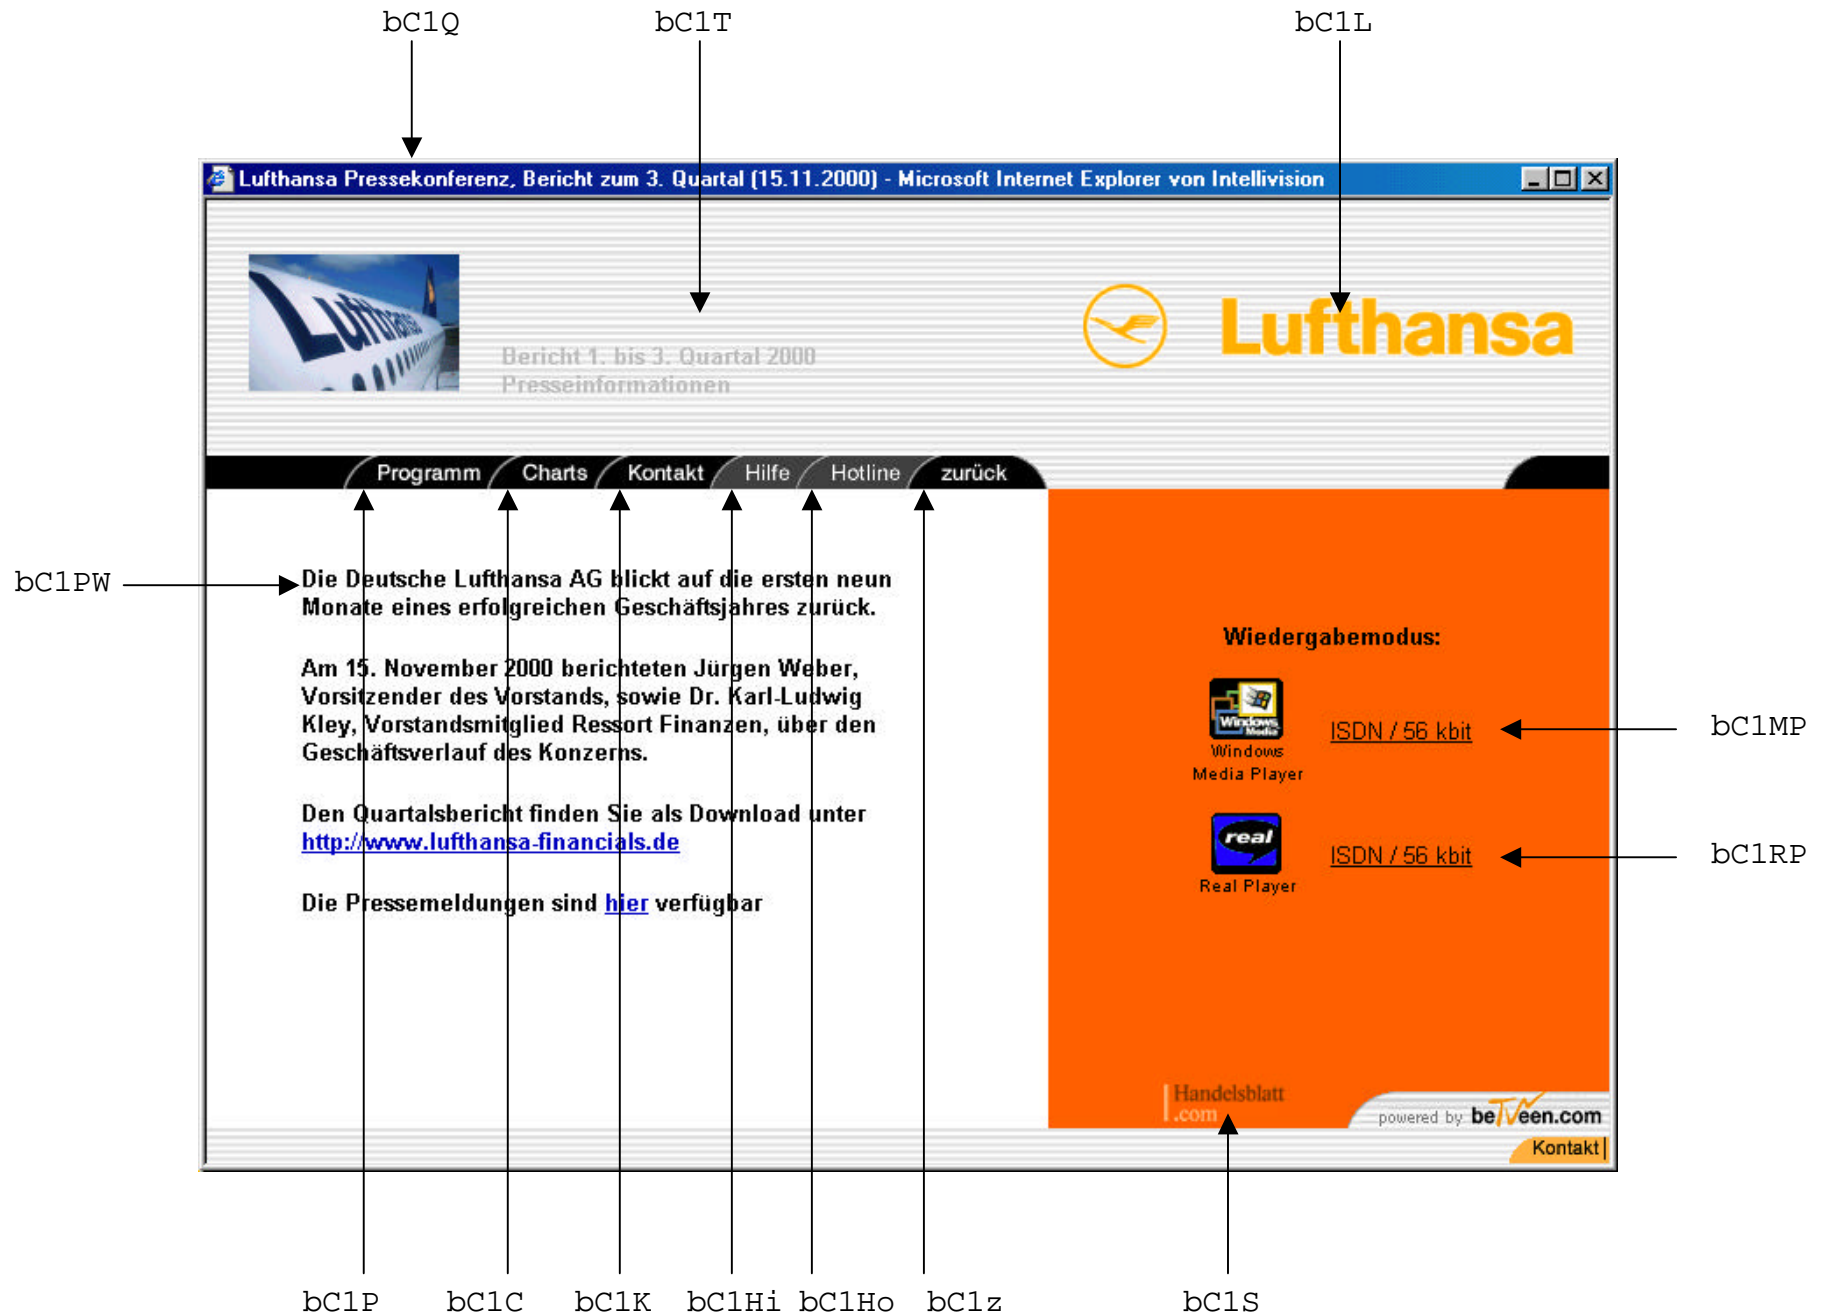 bC1Q bC1T bC1L
Lufthansa Pressekonferenz, Bericht zum 3. Quartal (15.11.2000) - Microsoft Internet Explorer von Intellivision
Lufthansa
Lufthansa
Bericht 1. bis 3. Quartal 2000
Presseinformationen
Programm Charts Kontakt Hilfe Hotline zurück
bC1PW
Die Deutsche Lufthansa AG blickt auf die ersten neun
Monate eines erfolgreichen Geschäftsjahres zurück.
Am 15. November 2000 berichteten Jürgen Weber,
Vorsitzender des Vorstands, sowie Dr. Karl-Ludwig
Kley, Vorstandsmitglied Ressort Finanzen, über den
Geschäftsverlauf des Konzerns.
Den Quartalsbericht finden Sie als Download unter
http://www.lufthansa-financials.de
Die Pressemeldungen sind hier verfügbar
Wiedergabemodus:
Windows
Media
Windows
Media Player
ISDN / 56 kbit
bC1MP
real
Real Player
ISDN / 56 kbit
bC1RP
Handelsblatt
.com
powered by beTVeen.com
Kontakt
bC1P bC1C bC1K bC1Hi bC1Ho bC1z bC1S